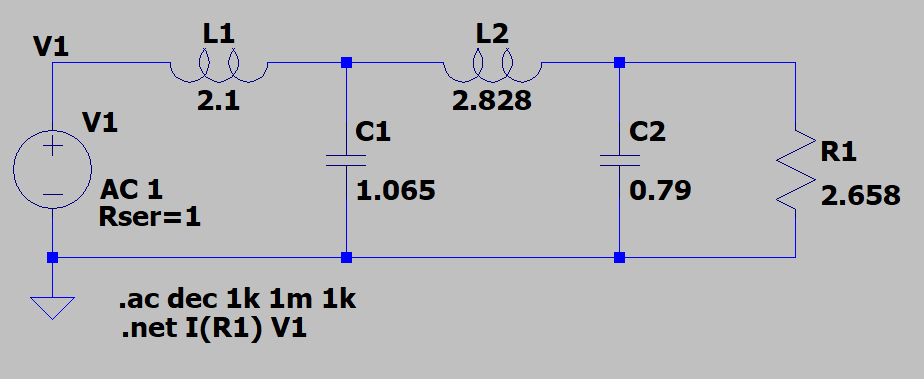 L1
L2
V1
2.1
2.828
V1
C1
C2
R1
AC 1
1.065
0.79
2.658
Rser=1
.ac dec 1k 1m 1k
.net I(R1) V1